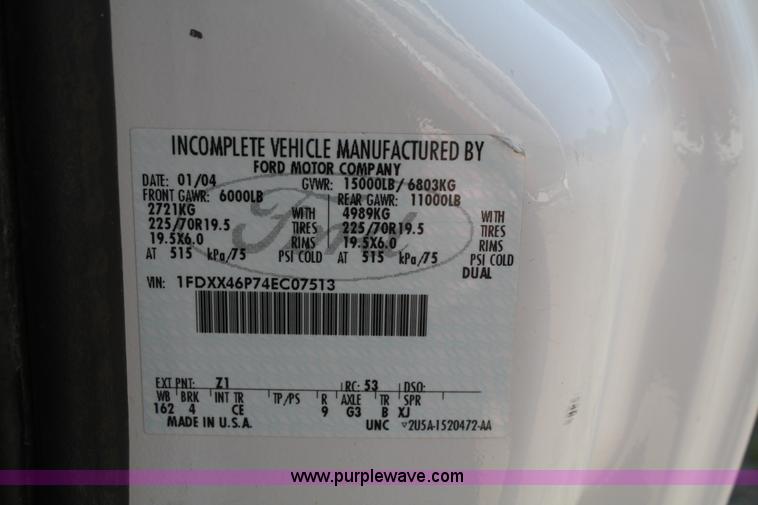 INCOMPLETE VEHICLE MANUFACTURED BY
FORD MOTOR COMPANY
DATE: 01/04 GVWR: 15000LB/ 6803KG
FRONT GAWR: 6000LB REAR GAWR: 11000LB
2721KG WITH 4989KG WITH
225/70R19.5 TIRES 225/70R19.5 TIRES
19.5X6.0 RIMS 19.5X6.0 RIMS
AT 515 kPa/75 PSI COLD AT 515 kPa/75 PSI COLD
DUAL
Ford
VIN: 1FDXX46P74EC07513
EXT PNT: Z1 RC: 53 DSO:
WB BRK INT TR TP/PS R AXLE TR SPR
162 4 CE 9 G3 B XJ
MADE IN U.S.A. UNC ▽2U5A-1520472-AA
www.purplewave.com